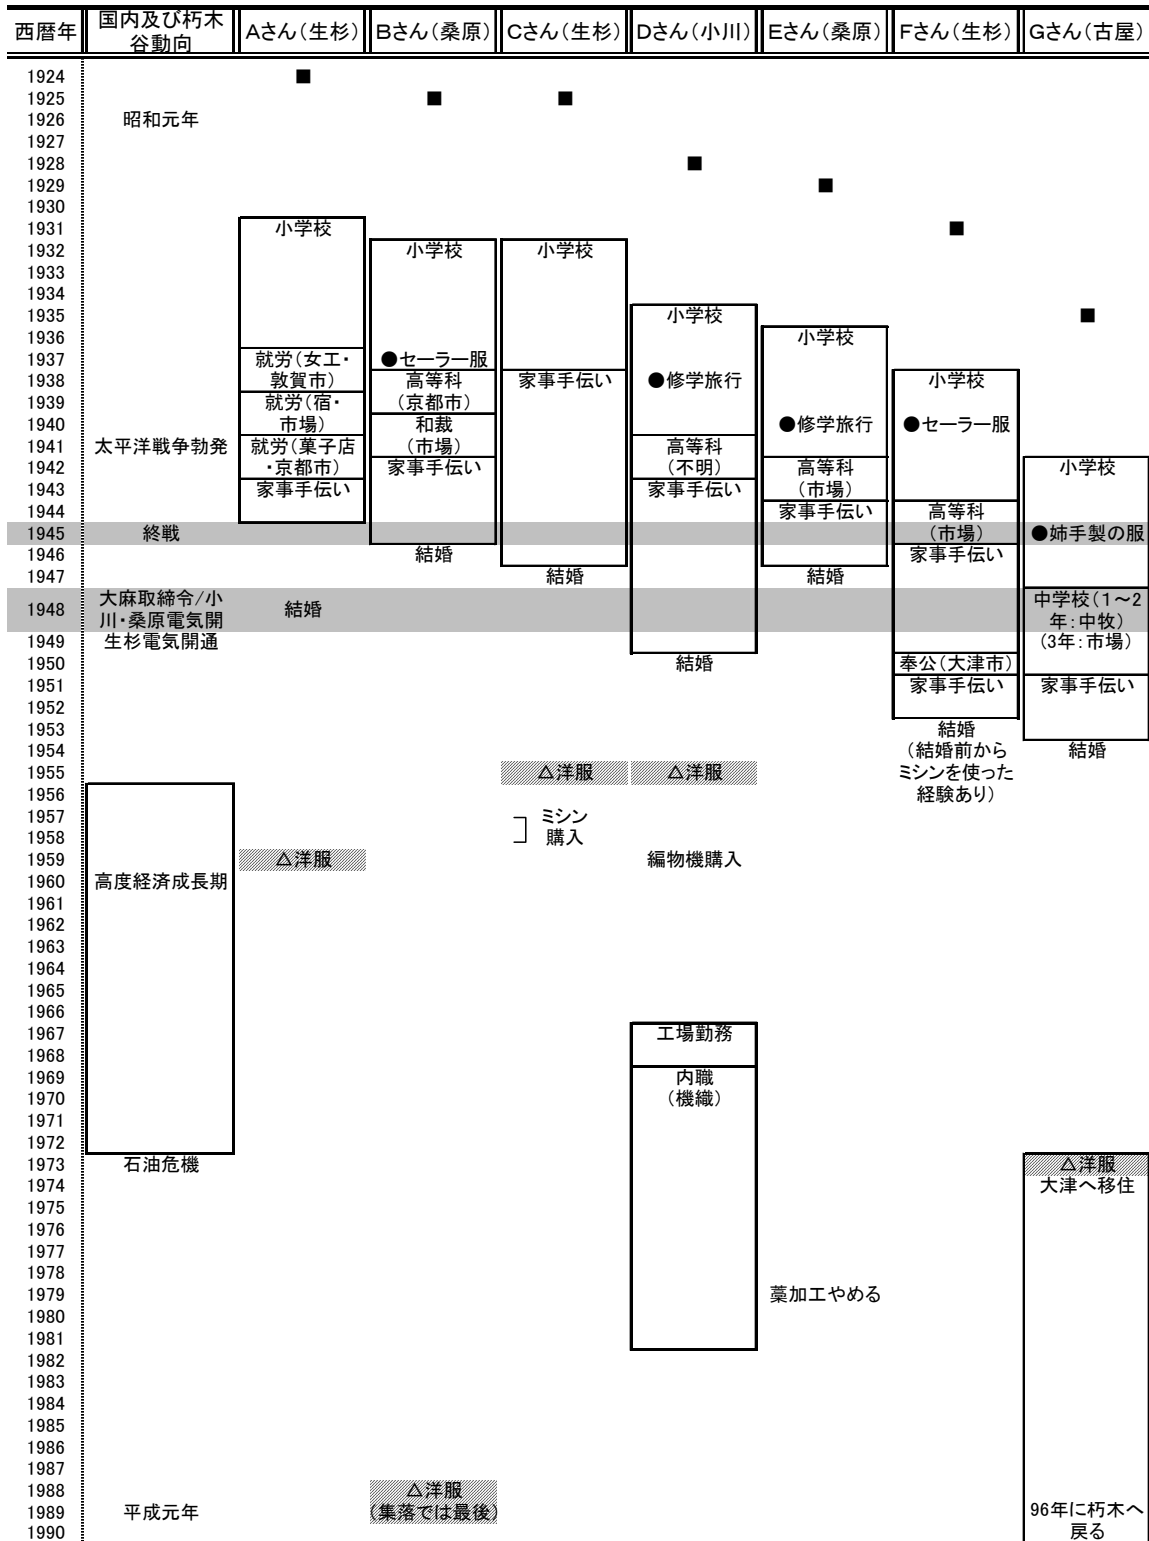 西暦年 国内及び朽木谷動向 Aさん(生杉) Bさん(桑原) Cさん(生杉) Dさん(小川) Eさん(桑原) Fさん(生杉) Gさん(古屋)
1924 ■
1925 ■ ■
1926 昭和元年
1927
1928 ■
1929 ■
1930
1931 小学校 ■
1932 小学校 小学校
1933
1934
1935 小学校 ■
1936 小学校
1937 就労(女工・ ●セーラー服
1938 敦賀市) 高等科 家事手伝い ●修学旅行 小学校
1939 就労(宿・ (京都市)
1940 市場) 和裁 ●修学旅行 ●セーラー服
1941 太平洋戦争勃発 就労(菓子店 (市場) 高等科
1942 ・京都市) 家事手伝い (不明) 高等科 小学校
1943 家事手伝い 家事手伝い (市場)
1944 家事手伝い 高等科
1945 終戦 (市場) ●姉手製の服
1946 結婚 家事手伝い
1947 結婚 結婚
1948 大麻取締令/小川・桑原電気開 結婚 中学校(1～2年:中牧)
1949 生杉電気開通 (3年:市場)
1950 結婚 奉公(大津市)
1951 家事手伝い 家事手伝い
1952
1953 結婚
1954 (結婚前から 結婚
1955 △洋服 △洋服 ミシンを使った
1956 経験あり)
1957 ミシン
1958 購入
1959 △洋服 編物機購入
1960 高度経済成長期
1961
1962
1963
1964
1965
1966
1967 工場勤務
1968
1969 内職
1970 (機織)
1971
1972
1973 石油危機 △洋服
1974 大津へ移住
1975
1976
1977
1978
1979 藁加工やめる
1980
1981
1982
1983
1984
1985
1986
1987
1988 △洋服
1989 平成元年 (集落では最後) 96年に朽木へ
1990 戻る